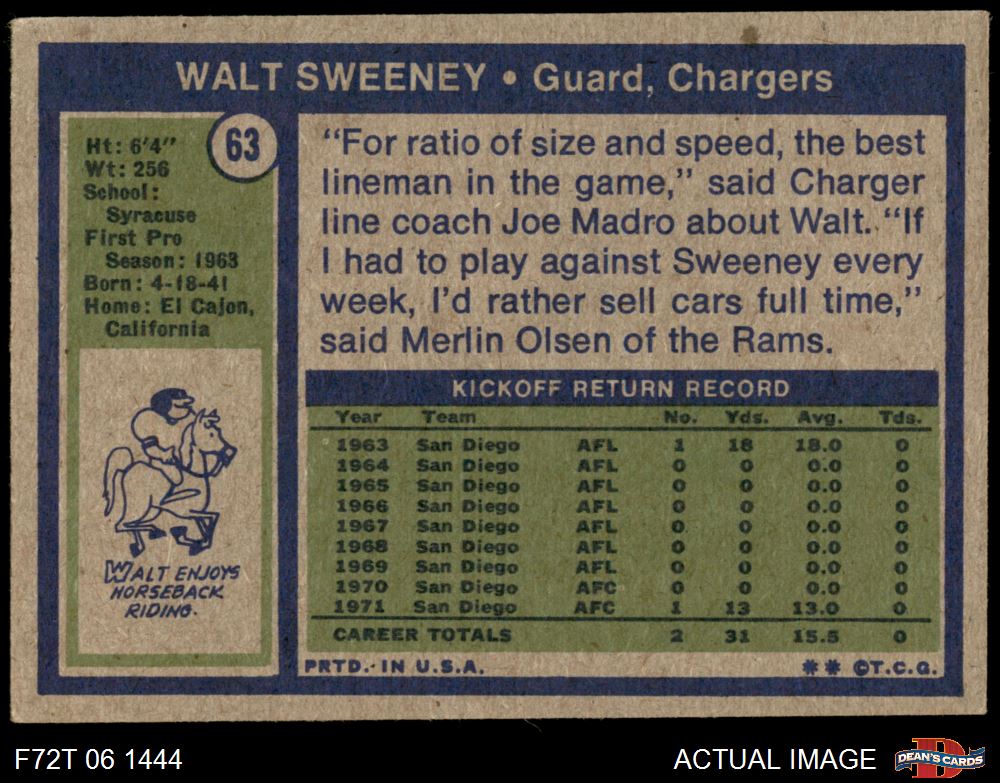 WALT SWEENEY • Guard, Chargers
63
Ht: 6'4"
Wt: 256
School:
Syracuse
First Pro
Season: 1963
Born: 4-18-41
Home: El Cajon,
California
WALT ENJOYS
HORSEBACK
RIDING.
"For ratio of size and speed, the best
lineman in the game," said Charger
line coach Joe Madro about Walt. "If
I had to play against Sweeney every
week, I'd rather sell cars full time,"
said Merlin Olsen of the Rams.
KICKOFF RETURN RECORD
Year Team No. Yds. Avg. Tds.
1963 San Diego AFL 1 18 18.0 0
1964 San Diego AFL 0 0 0.0 0
1965 San Diego AFL 0 0 0.0 0
1966 San Diego AFL 0 0 0.0 0
1967 San Diego AFL 0 0 0.0 0
1968 San Diego AFL 0 0 0.0 0
1969 San Diego AFL 0 0 0.0 0
1970 San Diego AFC 0 0 0.0 0
1971 San Diego AFC 1 13 13.0 0
CAREER TOTALS 2 31 15.5 0
PRTD. IN U.S.A. ** ©T.C.G.
F72T 06 1444 ACTUAL IMAGE D DEAN'S CARDS